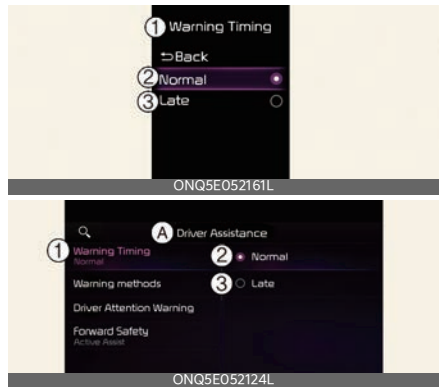 ① Warning Timing
⮌Back
② Normal
③ Late
ONQ5E052161L
Ⓐ Driver Assistance
① Warning Timing
Normal
② Normal
Warning methods
③ Late
Driver Attention Warning
Forward Safety
Active Assist
ONQ5E052124L